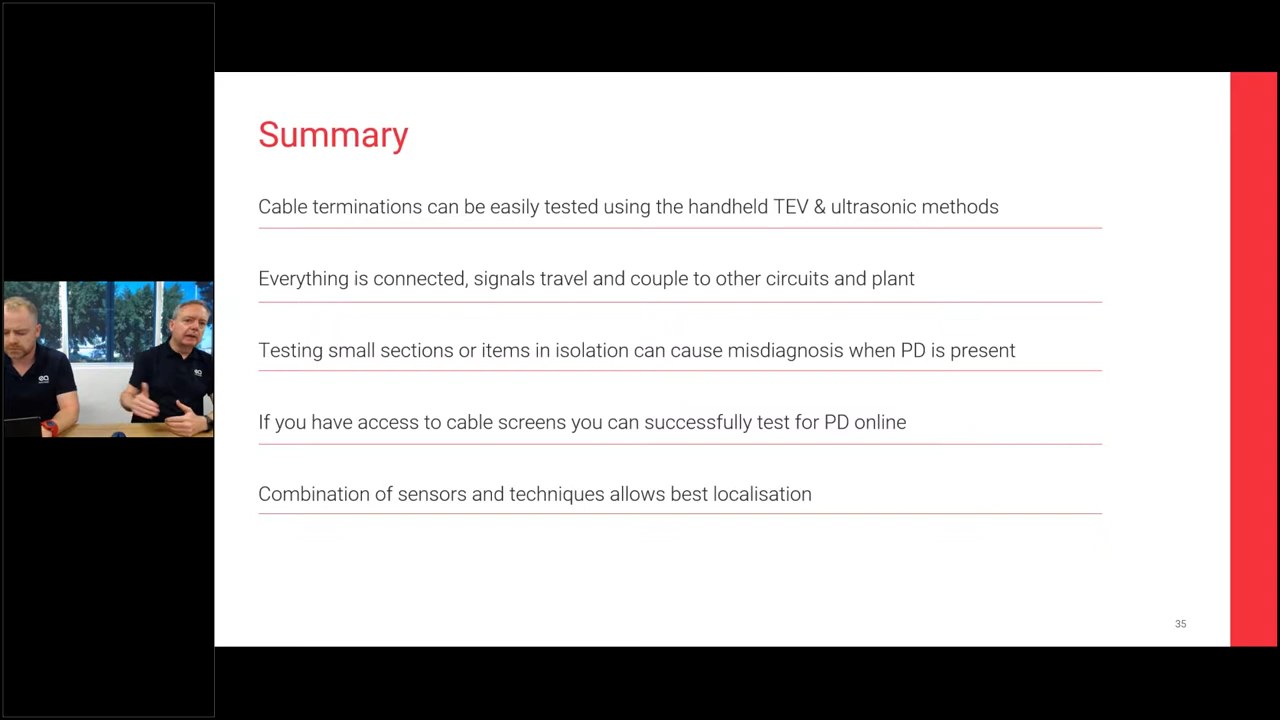 Summary
Cable terminations can be easily tested using the handheld TEV & ultrasonic methods
Everything is connected, signals travel and couple to other circuits and plant
Testing small sections or items in isolation can cause misdiagnosis when PD is present
If you have access to cable screens you can successfully test for PD online
Combination of sensors and techniques allows best localisation
35
ea
ea